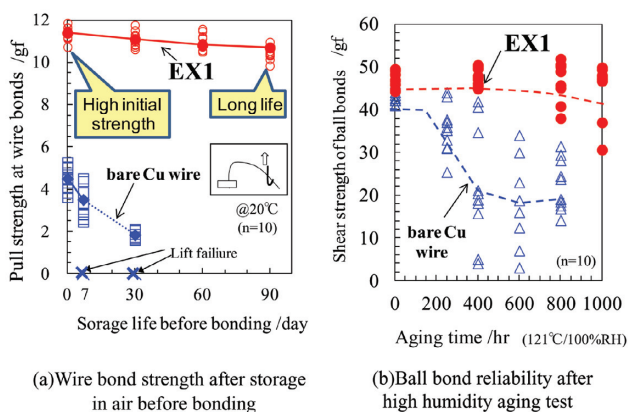 Pull strength at wire bonds /gf
12
10
8
6
4
2
0
EX1
High initial
strength
Long life
bare Cu wire
@20℃
(n=10)
Lift failiure
0 7 30 60 90
Sorage life before bonding /day
(a)Wire bond strength after storage
in air before bonding
Shear strength of ball bonds /gf
60
50
40
30
20
10
0
EX1
bare Cu
wire
(n=10)
0 200 400 600 800 1000
Aging time /hr (121℃/100%RH)
(b)Ball bond reliability after
high humidity aging test